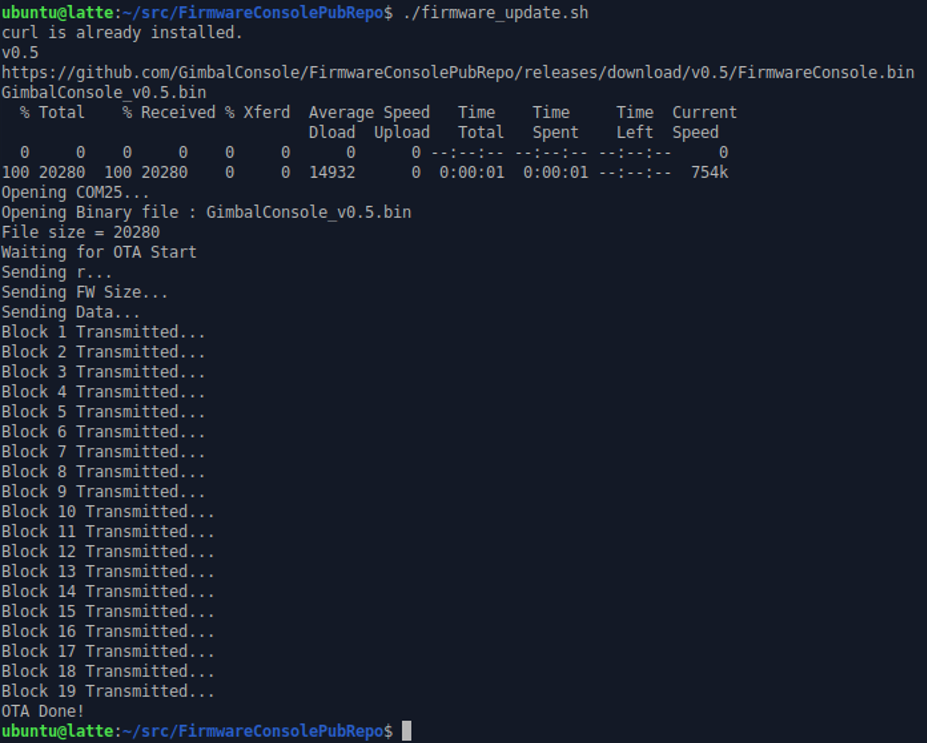 ubuntu@latte:~/src/FirmwareConsolePubRepo$ ./firmware_update.sh
curl is already installed.
v0.5
https://github.com/GimbalConsole/FirmwareConsolePubRepo/releases/download/v0.5/FirmwareConsole.bin
GimbalConsole_v0.5.bin
  % Total    % Received % Xferd  Average Speed   Time    Time     Time  Current
                                 Dload  Upload   Total   Spent    Left  Speed
  0     0    0     0    0     0      0      0 --:--:-- --:--:-- --:--:--     0
100 20280  100 20280    0     0  14932      0  0:00:01  0:00:01 --:--:--  754k
Opening COM25...
Opening Binary file : GimbalConsole_v0.5.bin
File size = 20280
Waiting for OTA Start
Sending r...
Sending FW Size...
Sending Data...
Block 1 Transmitted...
Block 2 Transmitted...
Block 3 Transmitted...
Block 4 Transmitted...
Block 5 Transmitted...
Block 6 Transmitted...
Block 7 Transmitted...
Block 8 Transmitted...
Block 9 Transmitted...
Block 10 Transmitted...
Block 11 Transmitted...
Block 12 Transmitted...
Block 13 Transmitted...
Block 14 Transmitted...
Block 15 Transmitted...
Block 16 Transmitted...
Block 17 Transmitted...
Block 18 Transmitted...
Block 19 Transmitted...
OTA Done!
ubuntu@latte:~/src/FirmwareConsolePubRepo$